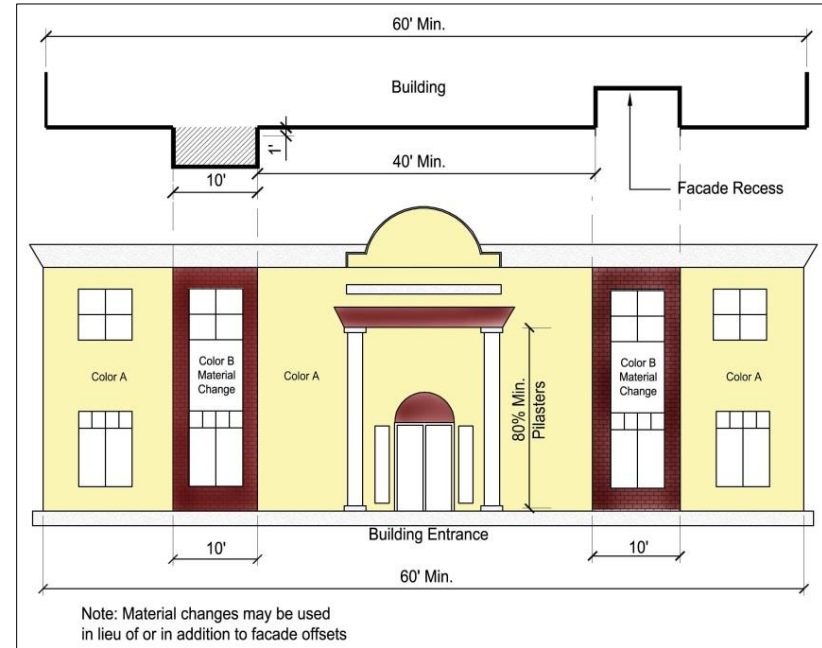 60' Min.
Building
1'
40' Min.
10'
Facade Recess
Color A
Color B
Material
Change
Color A
80% Min.
Pilasters
Color B
Material
Change
Color A
Building Entrance
10'
10'
60' Min.
Note: Material changes may be used
in lieu of or in addition to facade offsets